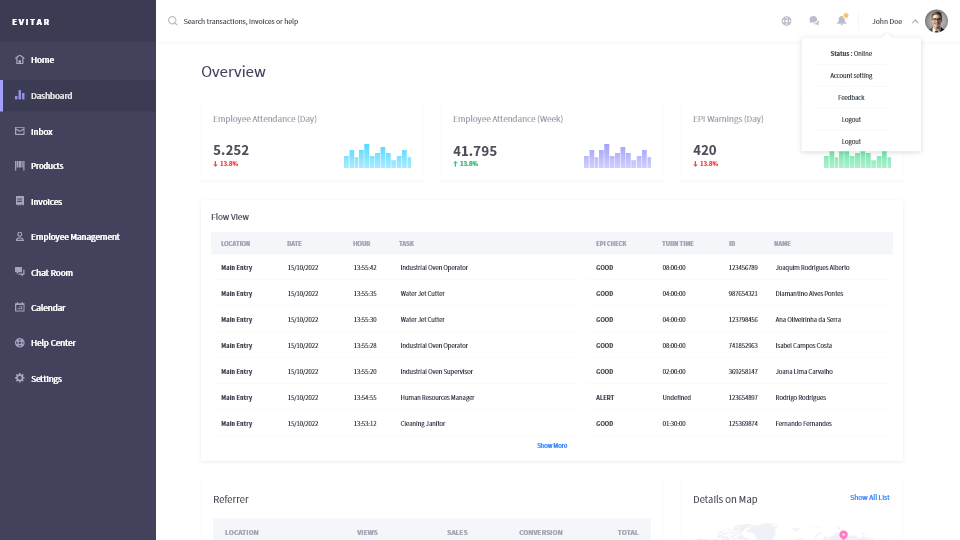 EVITAR
Search transactions, invoices or help
John Doe
Home
Dashboard
Inbox
Products
Invoices
Employee Management
Chat Room
Calendar
Help Center
Settings
Status : Online
Account setting
Feedback
Logout
Logout
Overview
Employee Attendance (Day)
5.252
↓ 13.8%
Employee Attendance (Week)
41.795
↑ 13.8%
EPI Warnings (Day)
420
↓ 13.8%
Flow View
LOCATION DATE HOUR TASK EPI CHECK TURN TIME ID NAME
Main Entry 15/10/2022 13:55:42 Industrial Oven Operator GOOD 08:00:00 123456789 Joaquim Rodrigues Alberto
Main Entry 15/10/2022 13:55:35 Water Jet Cutter GOOD 04:00:00 987654321 Diamantino Alves Pontes
Main Entry 15/10/2022 13:55:30 Water Jet Cutter GOOD 04:00:00 123798456 Ana Oliveirinha da Serra
Main Entry 15/10/2022 13:55:28 Industrial Oven Operator GOOD 08:00:00 741852963 Isabel Campos Costa
Main Entry 15/10/2022 13:55:20 Industrial Oven Supervisor GOOD 02:00:00 369258147 Joana Lima Carvalho
Main Entry 15/10/2022 13:54:55 Human Resources Manager ALERT Undefined 123654897 Rodrigo Rodrigues
Main Entry 15/10/2022 13:53:12 Cleaning Janitor GOOD 01:30:00 125369874 Fernando Fernandes
Show More
Referrer
LOCATION VIEWS SALES CONVERSION TOTAL
Details on Map
Show All List